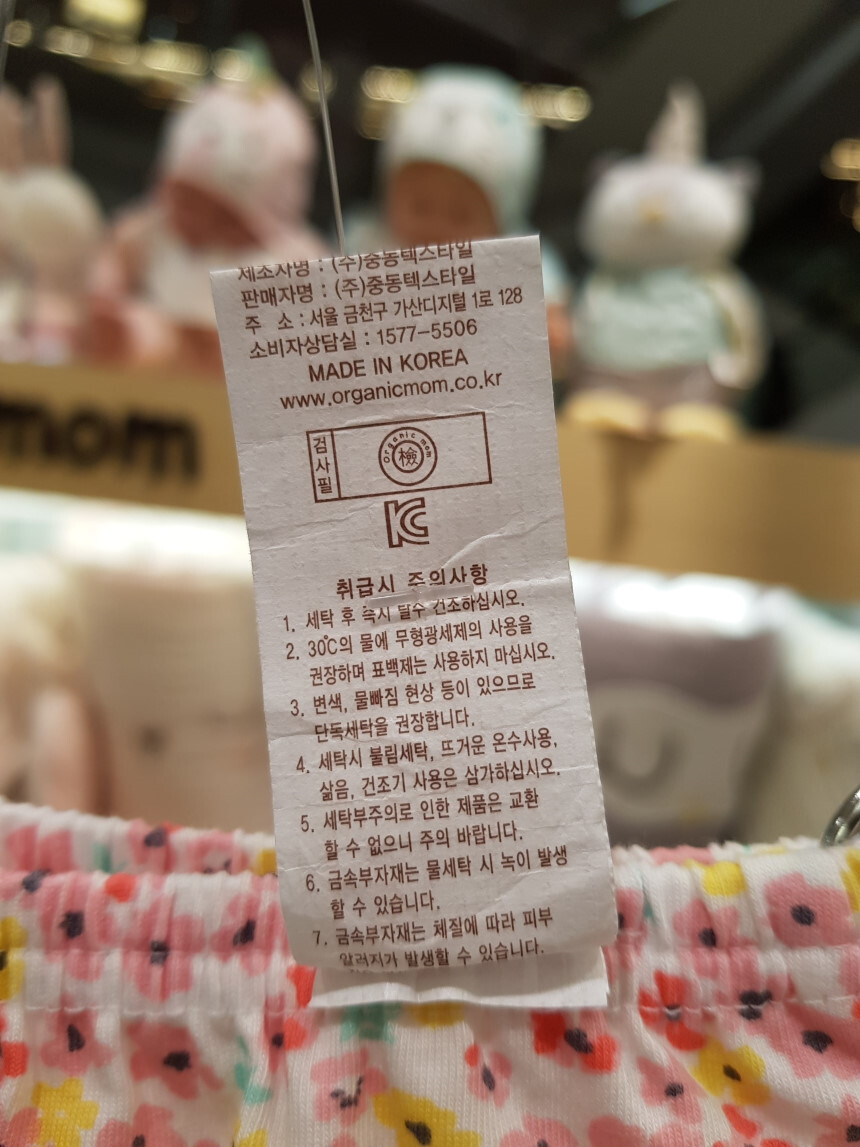 제조자명 : (주)중동텍스타일
판매자명 : (주)중동텍스타일
주 소 : 서울 금천구 가산디지털 1로 128
소비자상담실 : 1577-5506
MADE IN KOREA
www.organicmom.co.kr
검사필
organic mom
檢
KC
취급시 주의사항
1. 세탁 후 즉시 탈수 건조하십시오.
2. 30℃의 물에 무형광세제의 사용을
권장하며 표백제는 사용하지 마십시오.
3. 변색, 물빠짐 현상 등이 있으므로
단독세탁을 권장합니다.
4. 세탁시 불림세탁, 뜨거운 온수사용,
삶음, 건조기 사용은 삼가하십시오.
5. 세탁부주의로 인한 제품은 교환
할 수 없으니 주의 바랍니다.
6. 금속부자재는 물세탁 시 녹이 발생
할 수 있습니다.
7. 금속부자재는 체질에 따라 피부
알러지가 발생할 수 있습니다.
mom